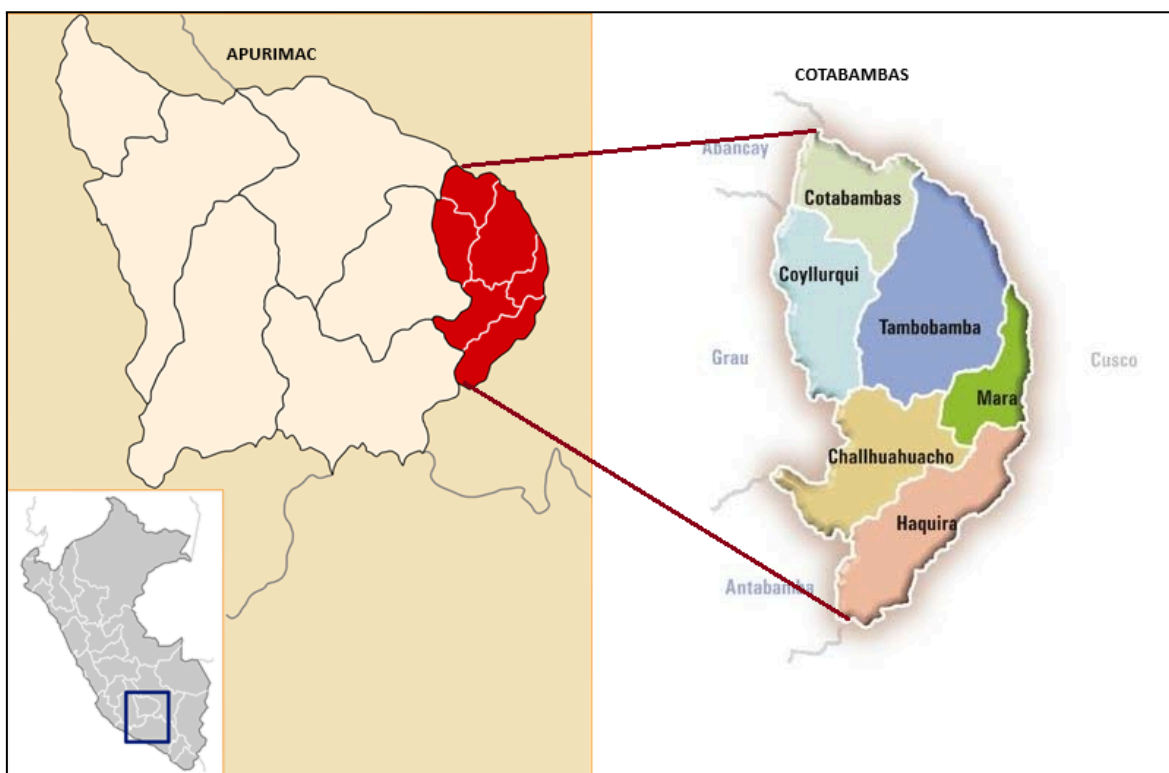 APURIMAC
COTABAMBAS
Abancay
Cotabambas
Coyllurqui
Tambobamba
Grau
Cusco
Mara
Challhuahuacho
Haquira
Antabamba